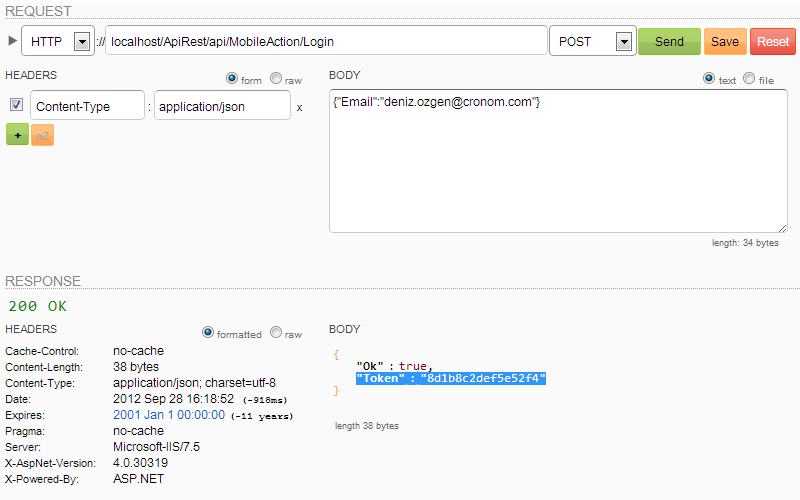 REQUEST
HTTP :// localhost/ApiRest/api/MobileAction/Login POST Send Save Reset
HEADERS form raw
Content-Type : application/json x
+ aZ
BODY text file
{"Email":"deniz.ozgen@cronom.com"}
length: 34 bytes
RESPONSE
200 OK
HEADERS formatted raw
Cache-Control: no-cache
Content-Length: 38 bytes
Content-Type: application/json; charset=utf-8
Date: 2012 Sep 28 16:18:52 (-918ms)
Expires: 2001 Jan 1 00:00:00 (-11 years)
Pragma: no-cache
Server: Microsoft-IIS/7.5
X-AspNet-Version: 4.0.30319
X-Powered-By: ASP.NET
BODY
{
"Ok" : true,
"Token" : "8d1b8c2def5e52f4"
}
length 38 bytes